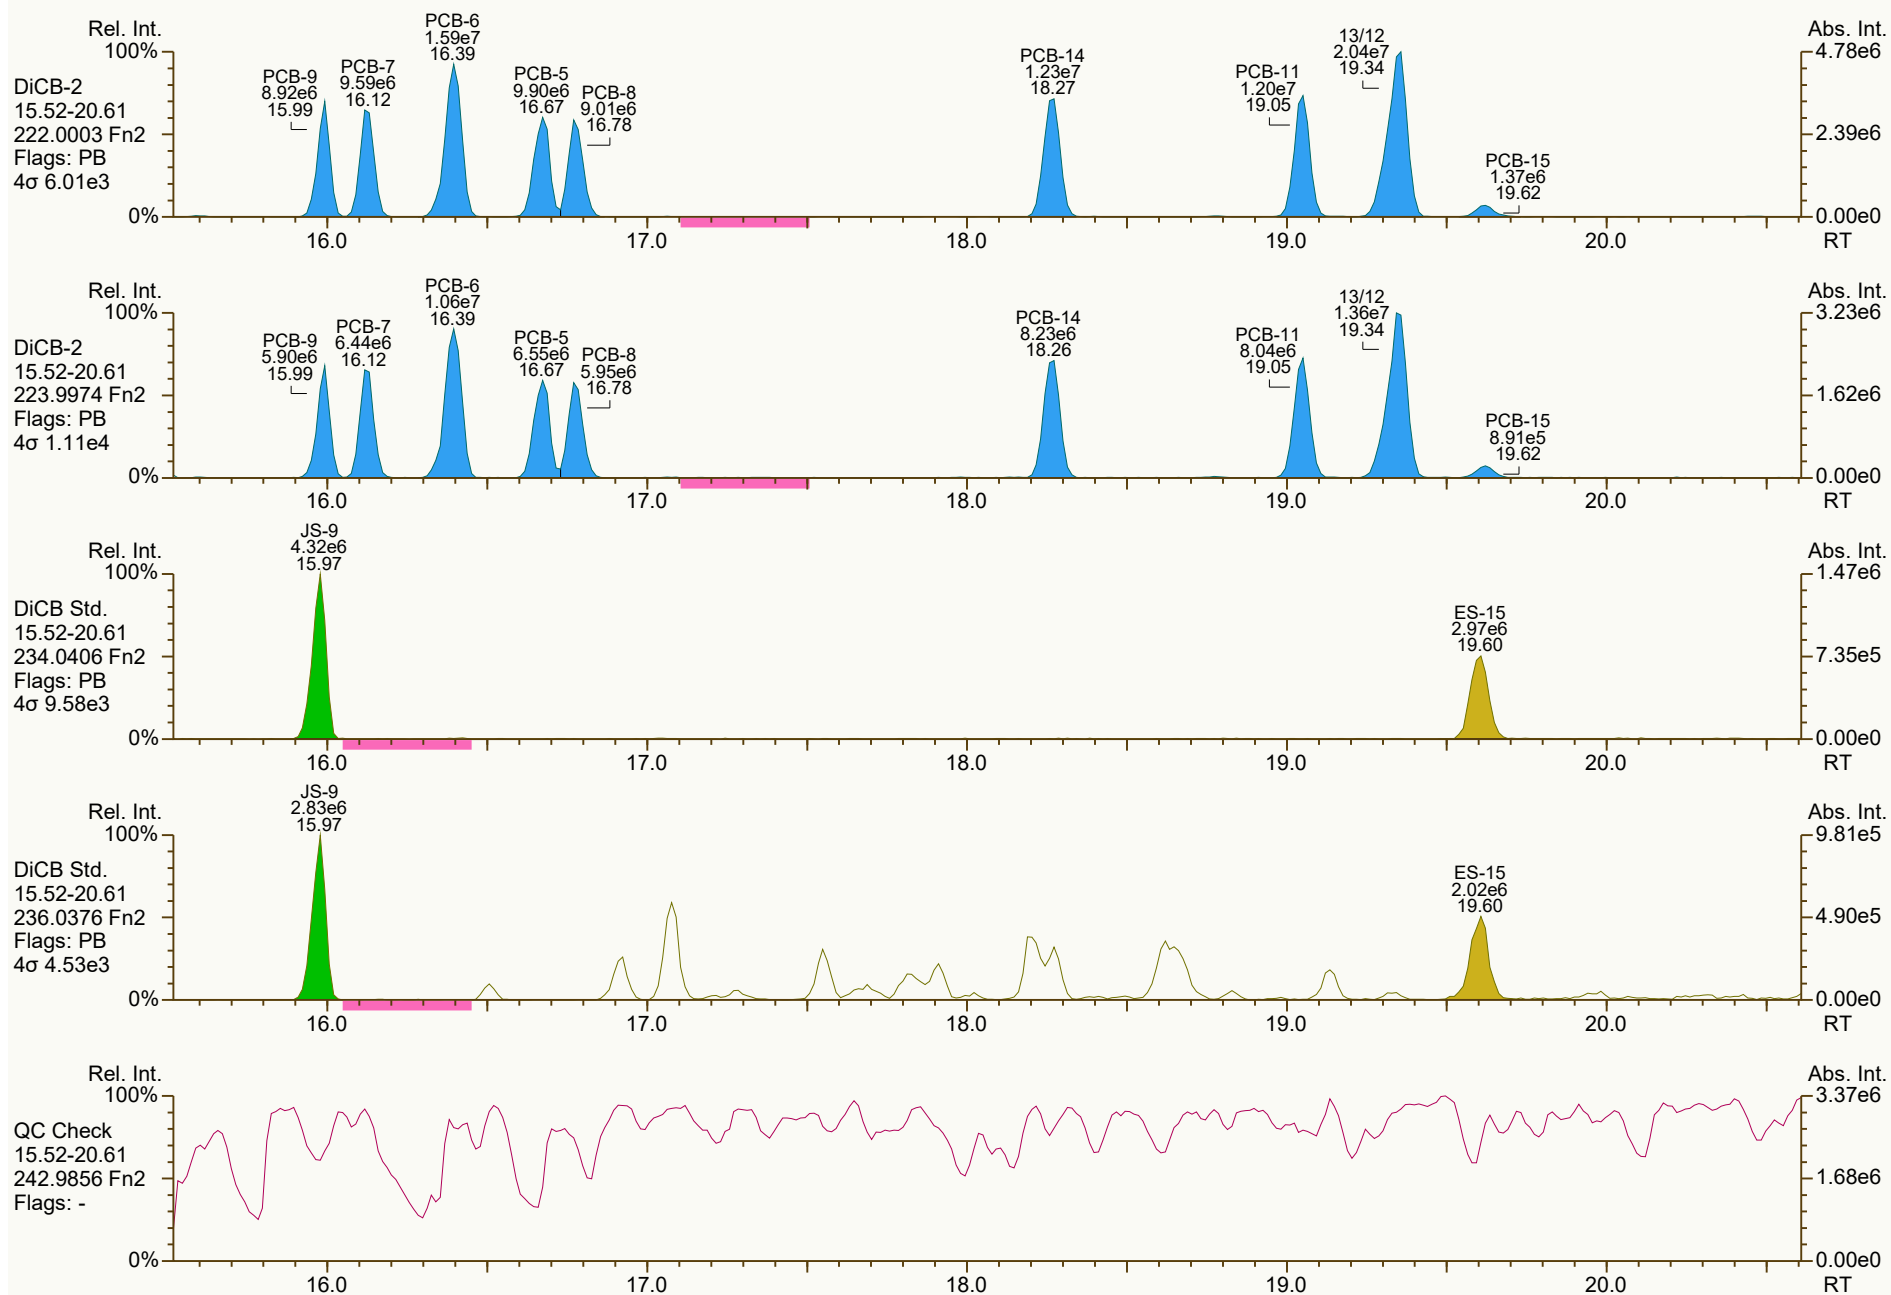 Rel. Int.
Abs. Int.
100%
0%
DiCB-2
15.52-20.61
222.0003 Fn2
Flags: PB
4σ 6.01e3
PCB-9
8.92e6
15.99
PCB-7
9.59e6
16.12
PCB-6
1.59e7
16.39
PCB-5
9.90e6
16.67
PCB-8
9.01e6
16.78
PCB-14
1.23e7
18.27
PCB-11
1.20e7
19.05
13/12
2.04e7
19.34
PCB-15
1.37e6
19.62
4.78e6
2.39e6
0.00e0
16.0 17.0 18.0 19.0 20.0 RT
Rel. Int.
Abs. Int.
100%
0%
DiCB-2
15.52-20.61
223.9974 Fn2
Flags: PB
4σ 1.11e4
PCB-9
5.90e6
15.99
PCB-7
6.44e6
16.12
PCB-6
1.06e7
16.39
PCB-5
6.55e6
16.67
PCB-8
5.95e6
16.78
PCB-14
8.23e6
18.26
PCB-11
8.04e6
19.05
13/12
1.36e7
19.34
PCB-15
8.91e5
19.62
3.23e6
1.62e6
0.00e0
16.0 17.0 18.0 19.0 20.0 RT
Rel. Int.
Abs. Int.
100%
0%
DiCB Std.
15.52-20.61
234.0406 Fn2
Flags: PB
4σ 9.58e3
JS-9
4.32e6
15.97
ES-15
2.97e6
19.60
1.47e6
7.35e5
0.00e0
16.0 17.0 18.0 19.0 20.0 RT
Rel. Int.
Abs. Int.
100%
0%
DiCB Std.
15.52-20.61
236.0376 Fn2
Flags: PB
4σ 4.53e3
JS-9
2.83e6
15.97
ES-15
2.02e6
19.60
9.81e5
4.90e5
0.00e0
16.0 17.0 18.0 19.0 20.0 RT
Rel. Int.
Abs. Int.
100%
0%
QC Check
15.52-20.61
242.9856 Fn2
Flags: -
3.37e6
1.68e6
0.00e0
16.0 17.0 18.0 19.0 20.0 RT